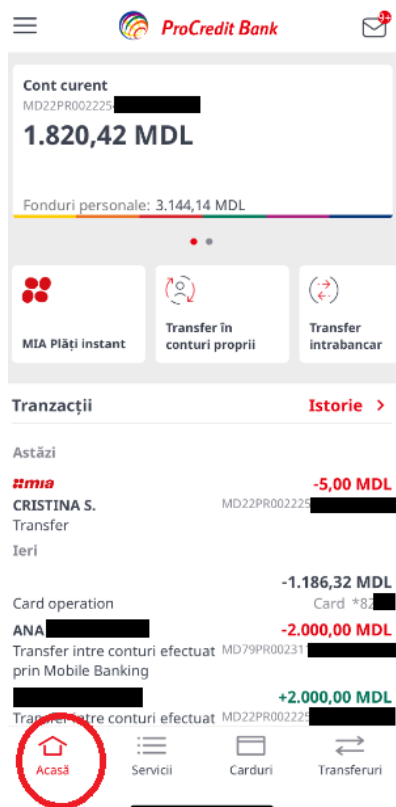 9+
ProCredit Bank
Cont curent
MD22PR002225
1.820,42 MDL
Fonduri personale: 3.144,14 MDL
MIA Plăți instant
Transfer în
conturi proprii
Transfer
intrabancar
Tranzacții
Istorie >
Astăzi
mia
-5,00 MDL
CRISTINA S.
MD22PR002225
Transfer
Ieri
-1.186,32 MDL
Card operation
Card *82
ANA
-2.000,00 MDL
Transfer intre conturi efectuat
MD79PR00231
prin Mobile Banking
+2.000,00 MDL
Transfer intre conturi efectuat
MD22PR002225
Acasă
Servicii
Carduri
Transferuri